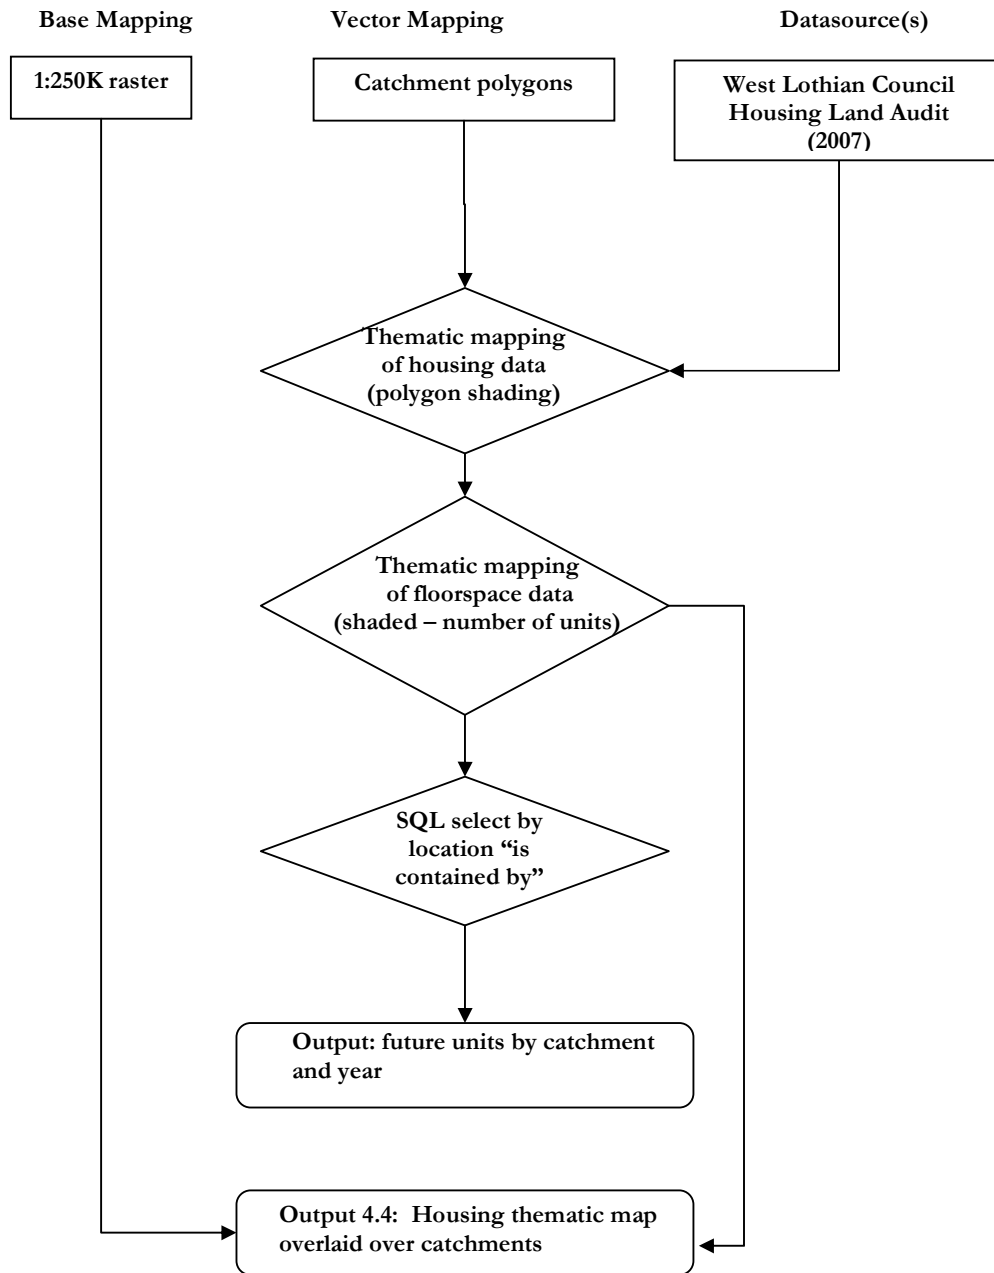 Base Mapping
Vector Mapping
Datasource(s)
1:250K raster
Catchment polygons
West Lothian Council
Housing Land Audit
(2007)
Thematic mapping
of housing data
(polygon shading)
Thematic mapping
of floorspace data
(shaded – number of units)
SQL select by
location “is
contained by”
Output: future units by catchment
and year
Output 4.4:  Housing thematic map
overlaid over catchments